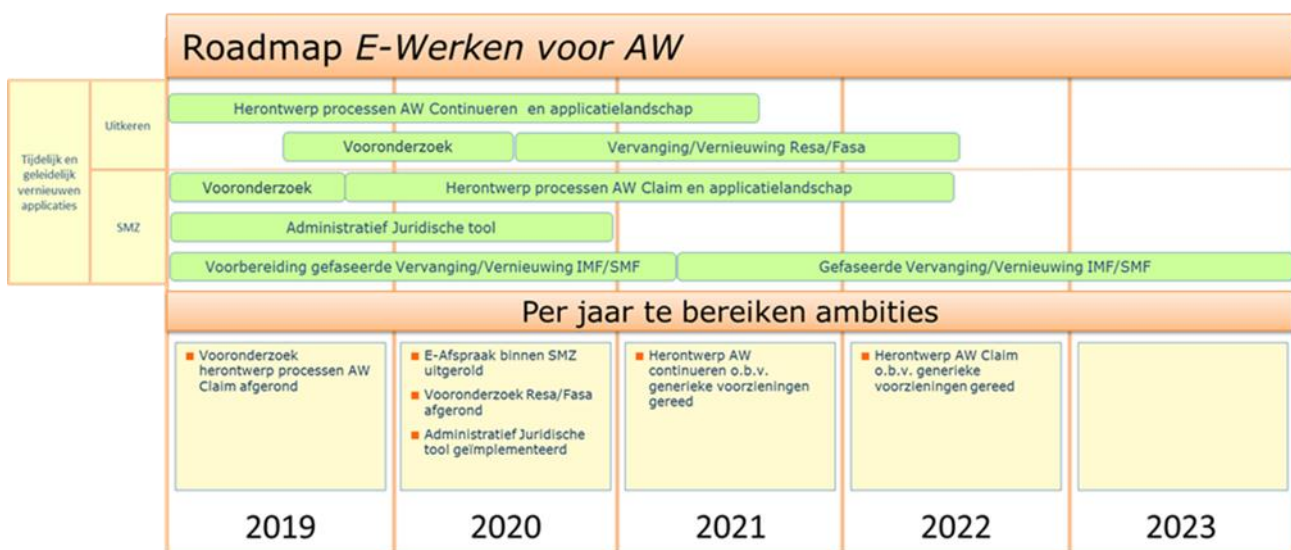 Roadmap E-Werken voor AW
Tijdelijk en
geleidelijk
vernieuwen
applicaties
Uitkeren
Herontwerp processen AW Continueren en applicatielandschap
Vooronderzoek
Vervanging/Vernieuwing Resa/Fasa
SMZ
Vooronderzoek
Herontwerp processen AW Claim en applicatielandschap
Administratief Juridische tool
Voorbereiding gefaseerde Vervanging/Vernieuwing IMF/SMF
Gefaseerde Vervanging/Vernieuwing IMF/SMF
Per jaar te bereiken ambities
Vooronderzoek
herontwerp processen AW
Claim afgerond
E-Afspraak binnen SMZ
uitgerold
Vooronderzoek Resa/Fasa
afgerond
Administratief Juridische
tool geïmplementeerd
Herontwerp AW
continueren o.b.v.
generieke voorzieningen
gereed
Herontwerp AW Claim
o.b.v. generieke
voorzieningen gereed
2019
2020
2021
2022
2023